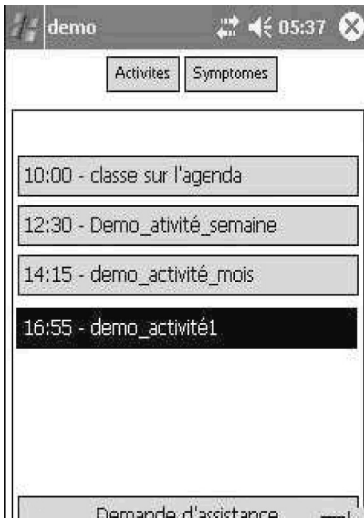 demo 05:37
Activites Symptomes
10:00 - classe sur l'agenda
12:30 - Demo_ativité_semaine
14:15 - demo_activité_mois
16:55 - demo_activité1
Demande d'assistance